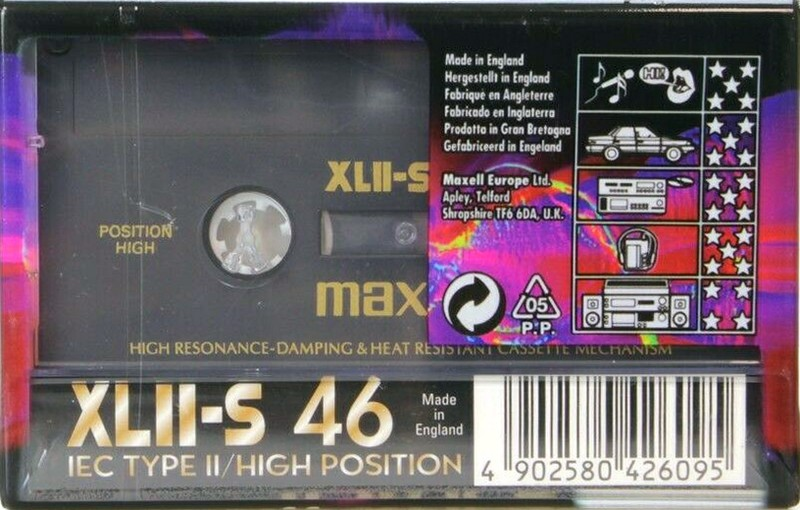 XLII-S
POSITION
HIGH
max
HIGH RESONANCE-DAMPING & HEAT RESISTANT CASSETTE MECHANISM
Made in England
Hergestellt in England
Fabriqué en Angleterre
Fabricado en Inglaterra
Prodotto in Gran Bretagna
Gefabriceerd in Engeland
Maxell Europe Ltd.
Apley, Telford
Shropshire TF6 6DA, U.K.
HI!
05
P.P.
XLII-S 46
IEC TYPE II/HIGH POSITION
Made
in
England
4 902580 426095